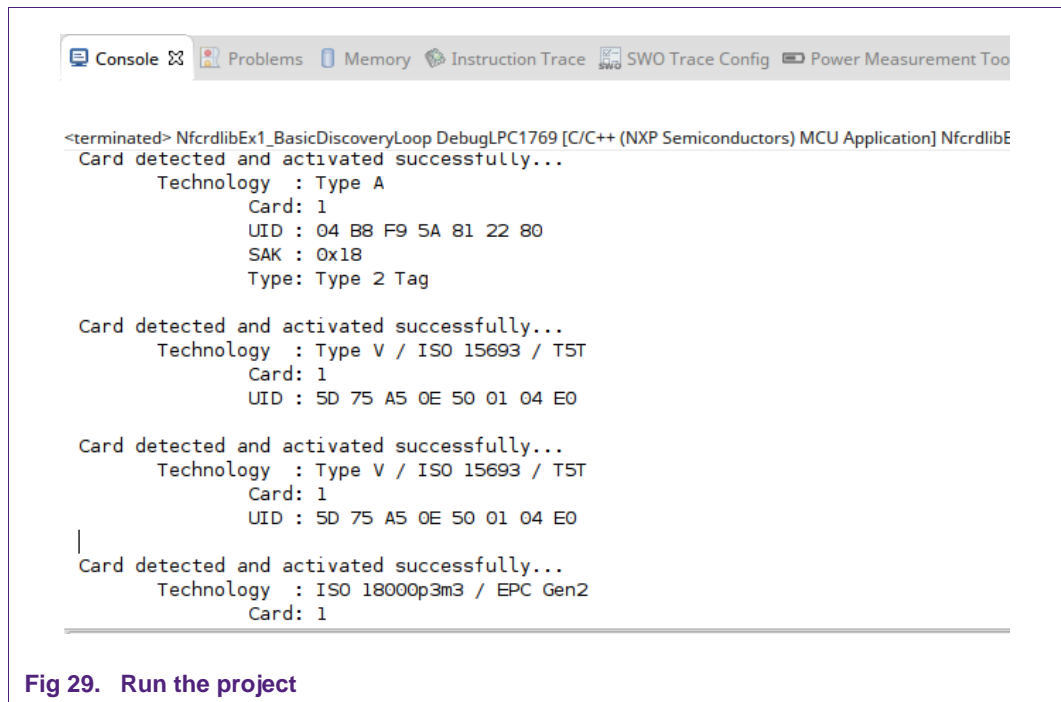 Console Problems Memory Instruction Trace SWO Trace Config Power Measurement Too
<terminated> NfcrdlibEx1_BasicDiscoveryLoop DebugLPC1769 [C/C++ (NXP Semiconductors) MCU Application] NfcrdlibE
Card detected and activated successfully...
Technology : Type A
Card: 1
UID : 04 B8 F9 5A 81 22 80
SAK : 0x18
Type: Type 2 Tag
Card detected and activated successfully...
Technology : Type V / ISO 15693 / T5T
Card: 1
UID : 5D 75 A5 0E 50 01 04 E0
Card detected and activated successfully...
Technology : Type V / ISO 15693 / T5T
Card: 1
UID : 5D 75 A5 0E 50 01 04 E0
Card detected and activated successfully...
Technology : ISO 18000p3m3 / EPC Gen2
Card: 1
Fig 29. Run the project